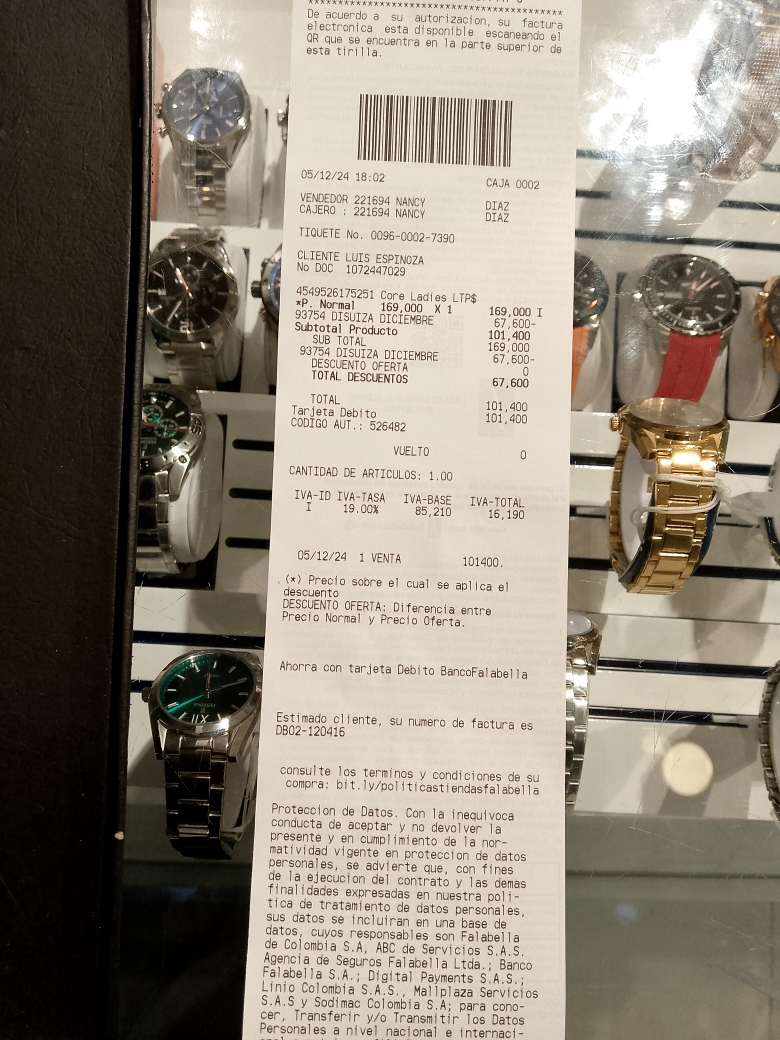 De acuerdo a su autorizacion, su factura
electronica esta disponible escaneando el
QR que se encuentra en la parte superior de
esta tirilla.
05/12/24 18:02 CAJA 0002
VENDEDOR 221694 NANCY DIAZ
CAJERO : 221694 NANCY DIAZ
TIQUETE No. 0096-0002-7390
CLIENTE LUIS ESPINOZA
No DOC 1072447029
4549526175251 Core Ladies LTP$
*P. Normal 169,000 X 1 169,000 I
93754 DISUIZA DICIEMBRE 67,600-
Subtotal Producto 101,400
SUB TOTAL 169,000
93754 DISUIZA DICIEMBRE 67,600-
DESCUENTO OFERTA 0
TOTAL DESCUENTOS 67,600
TOTAL 101,400
Tarjeta Debito 101,400
CODIGO AUT.: 526482
VUELTO 0
CANTIDAD DE ARTICULOS: 1.00
IVA-ID IVA-TASA IVA-BASE IVA-TOTAL
I 19.00% 85,210 16,190
05/12/24 1 VENTA 101400.
(*) Precio sobre el cual se aplica el
descuento
DESCUENTO OFERTA: Diferencia entre
Precio Normal y Precio Oferta.
Ahorra con tarjeta Debito BancoFalabella
Estimado cliente, su numero de factura es
DB02-120416
consulte los terminos y condiciones de su
compra: bit.ly/politicastiendasfalabella
Proteccion de Datos. Con la inequivoca
conducta de aceptar y no devolver la
presente y en cumplimiento de la nor-
matividad vigente en proteccion de datos
personales, se advierte que, con fines
de la ejecucion del contrato y las demas
finalidades expresadas en nuestra poli-
tica de tratamiento de datos personales,
sus datos se incluiran en una base de
datos, cuyos responsables son Falabella
de Colombia S.A, ABC de Servicios S.A.S.
Agencia de Seguros Falabella Ltda.; Banco
Falabella S.A.; Digital Payments S.A.S.;
Linio Colombia S.A.S., Mallplaza Servicios
S.A.S y Sodimac Colombia S.A; para cono-
cer, Transferir y/o Transmitir los Datos
Personales a nivel nacional e internaci-
FESTINA